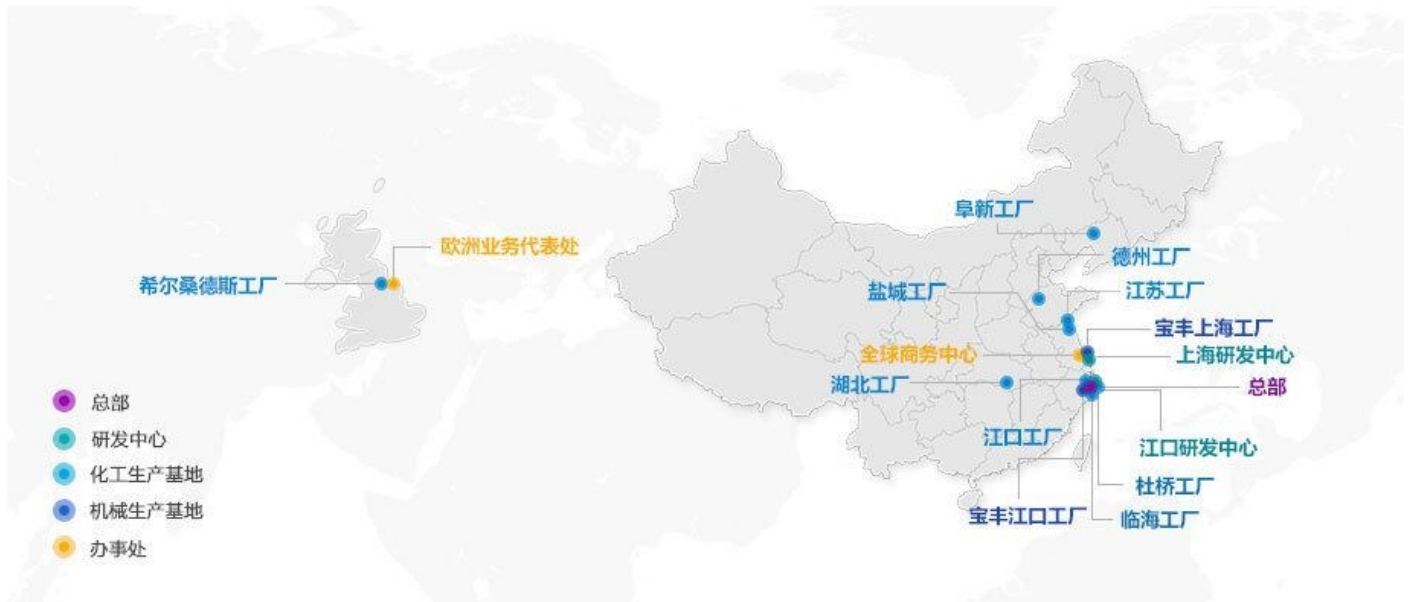 阜新工厂
欧洲业务代表处
德州工厂
希尔桑德斯工厂
盐城工厂
江苏工厂
宝丰上海工厂
全球商务中心
上海研发中心
湖北工厂
总部
江口工厂
江口研发中心
杜桥工厂
宝丰江口工厂
临海工厂
总部
研发中心
化工生产基地
机械生产基地
办事处